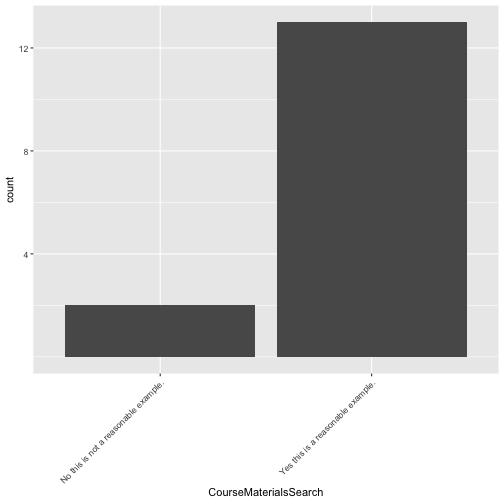 12
8
4
count
No this is not a reasonable example.
Yes this is a reasonable example.
CourseMaterialsSearch